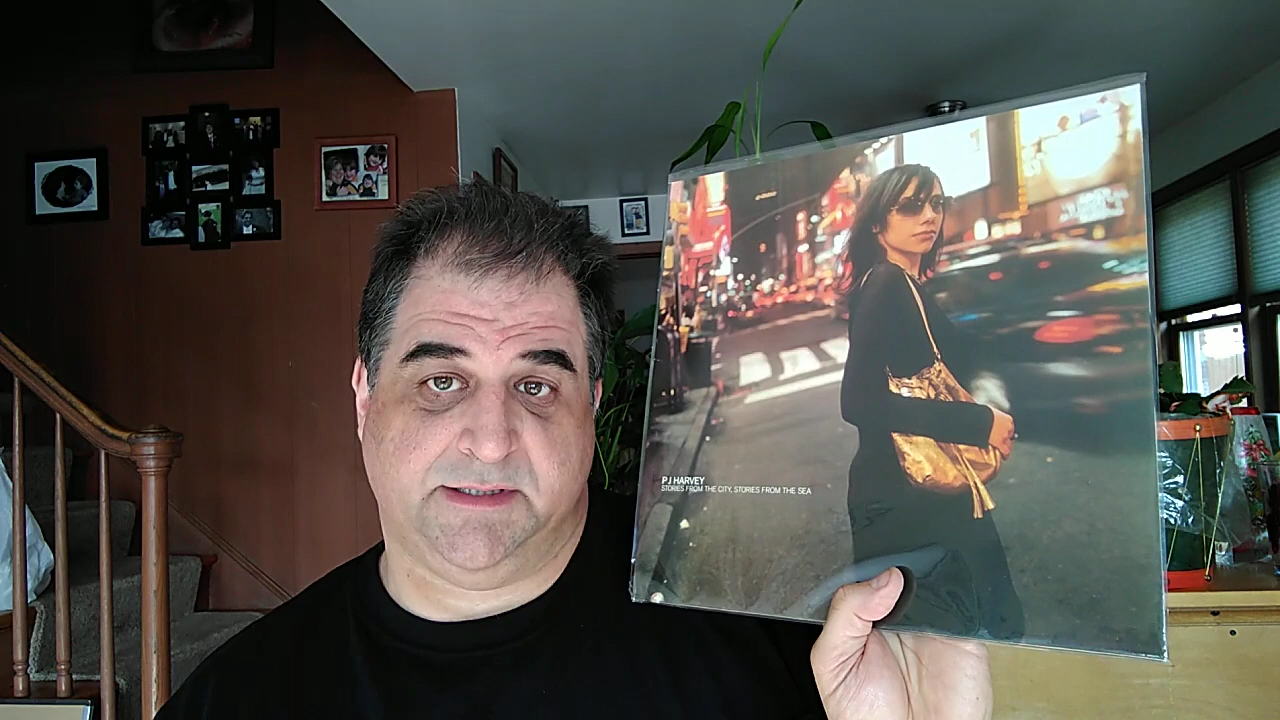 PJ HARVEY
STORIES FROM THE CITY, STORIES FROM THE SEA